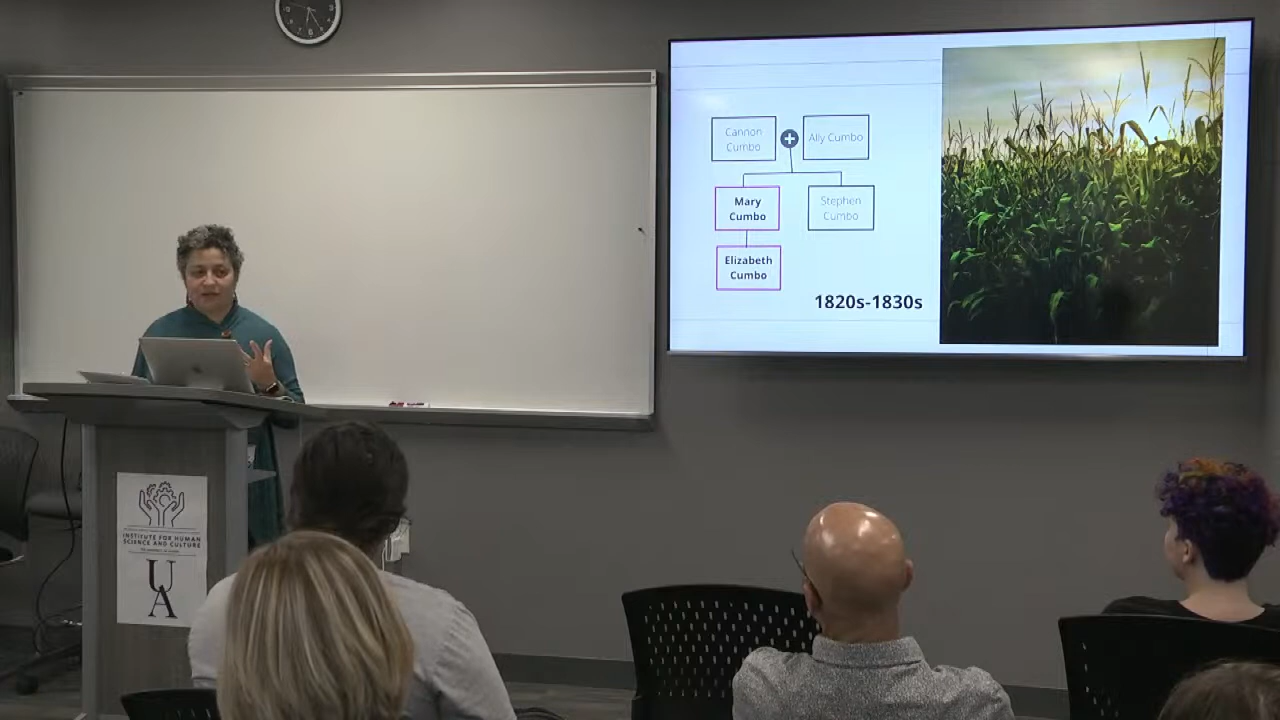 Cannon
Cumbo
Ally Cumbo
Mary
Cumbo
Stephen
Cumbo
Elizabeth
Cumbo
1820s-1830s
INSTITUTE FOR HUMAN
SCIENCE AND CULTURE
UA